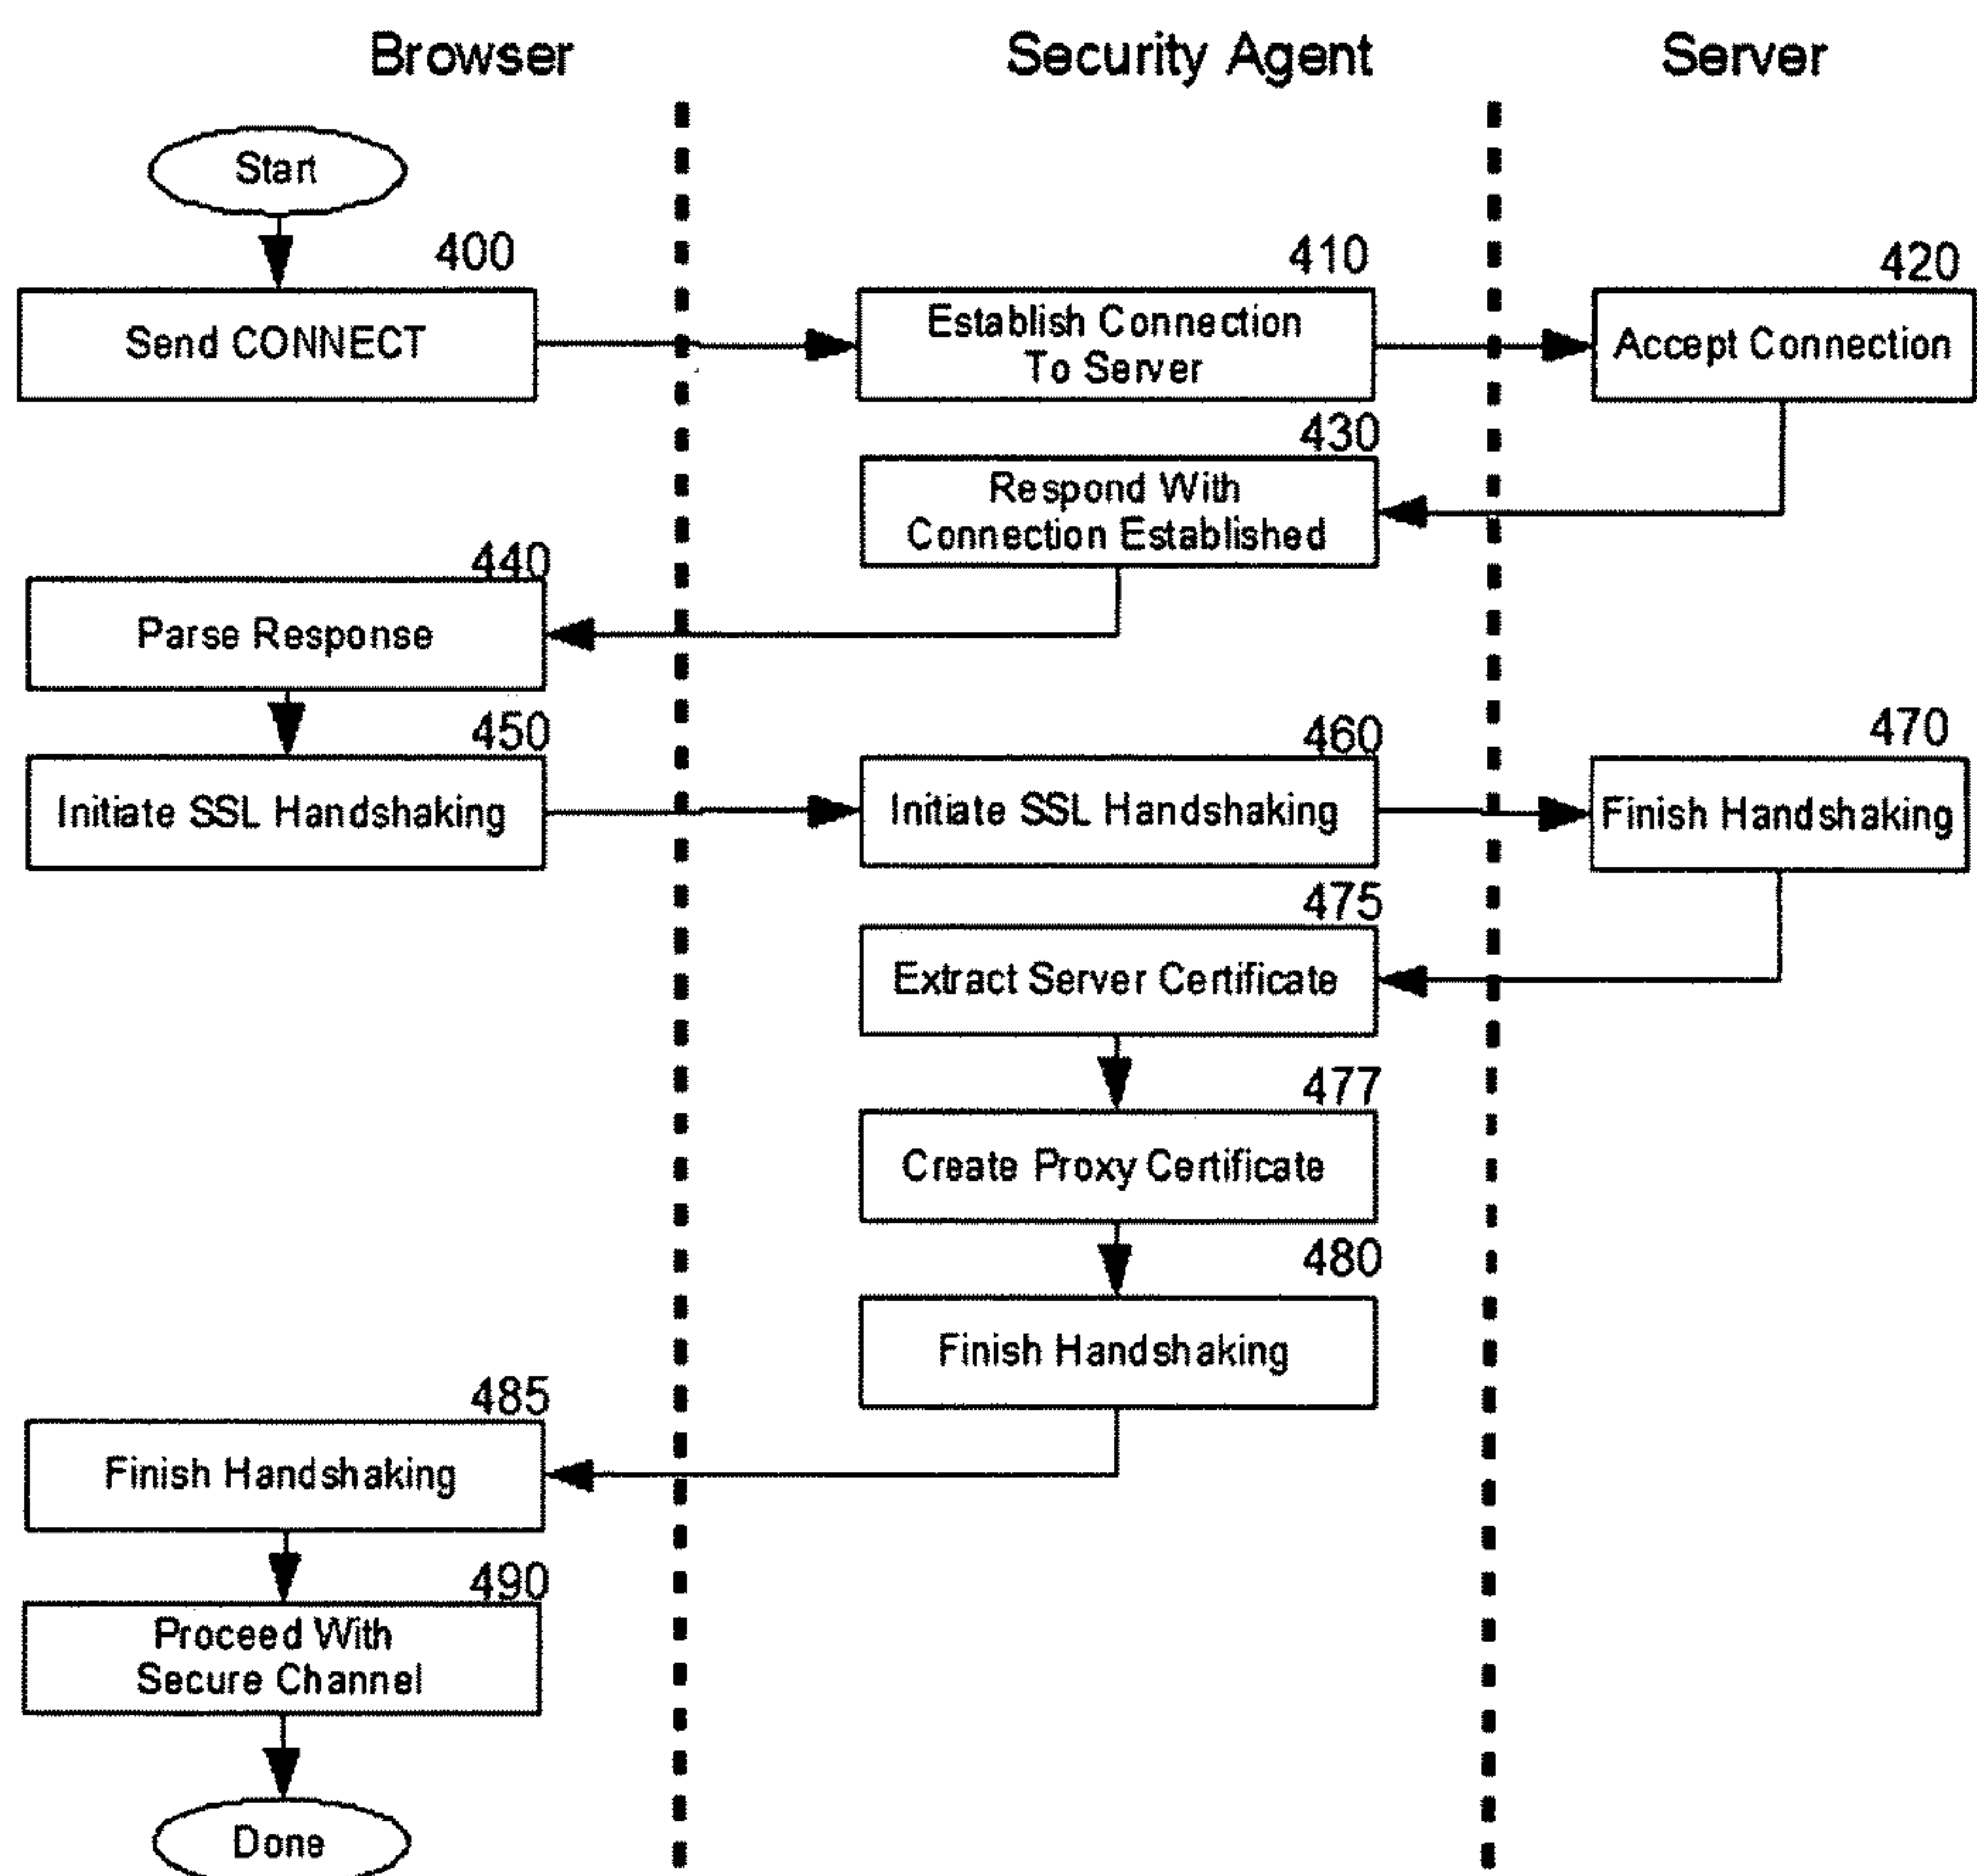 Browser
Security Agent
Server
Start
400
410
420
Send CONNECT
Establish Connection
To Server
Accept Connection
430
Respond With
Connection Established
440
Parse Response
450
460
470
Initiate SSL Handshaking
Initiate SSL Handshaking
Finish Handshaking
475
Extract Server Certificate
477
Create Proxy Certificate
480
Finish Handshaking
485
Finish Handshaking
490
Proceed With
Secure Channel
Done